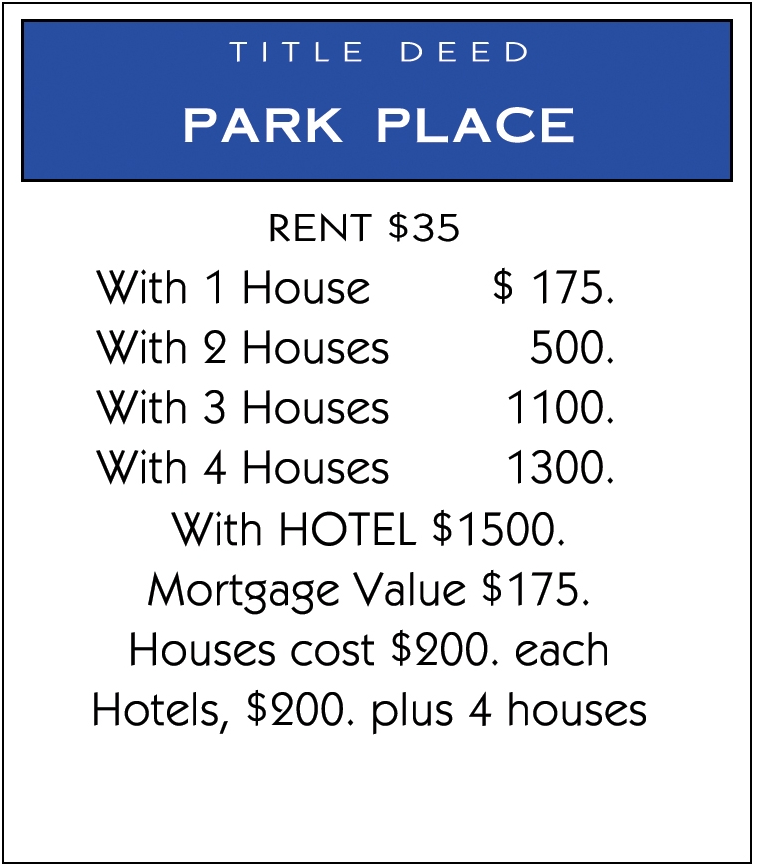 TITLE DEED
PARK PLACE
RENT $35
With 1 House $ 175.
With 2 Houses 500.
With 3 Houses 1100.
With 4 Houses 1300.
With HOTEL $1500.
Mortgage Value $175.
Houses cost $200. each
Hotels, $200. plus 4 houses